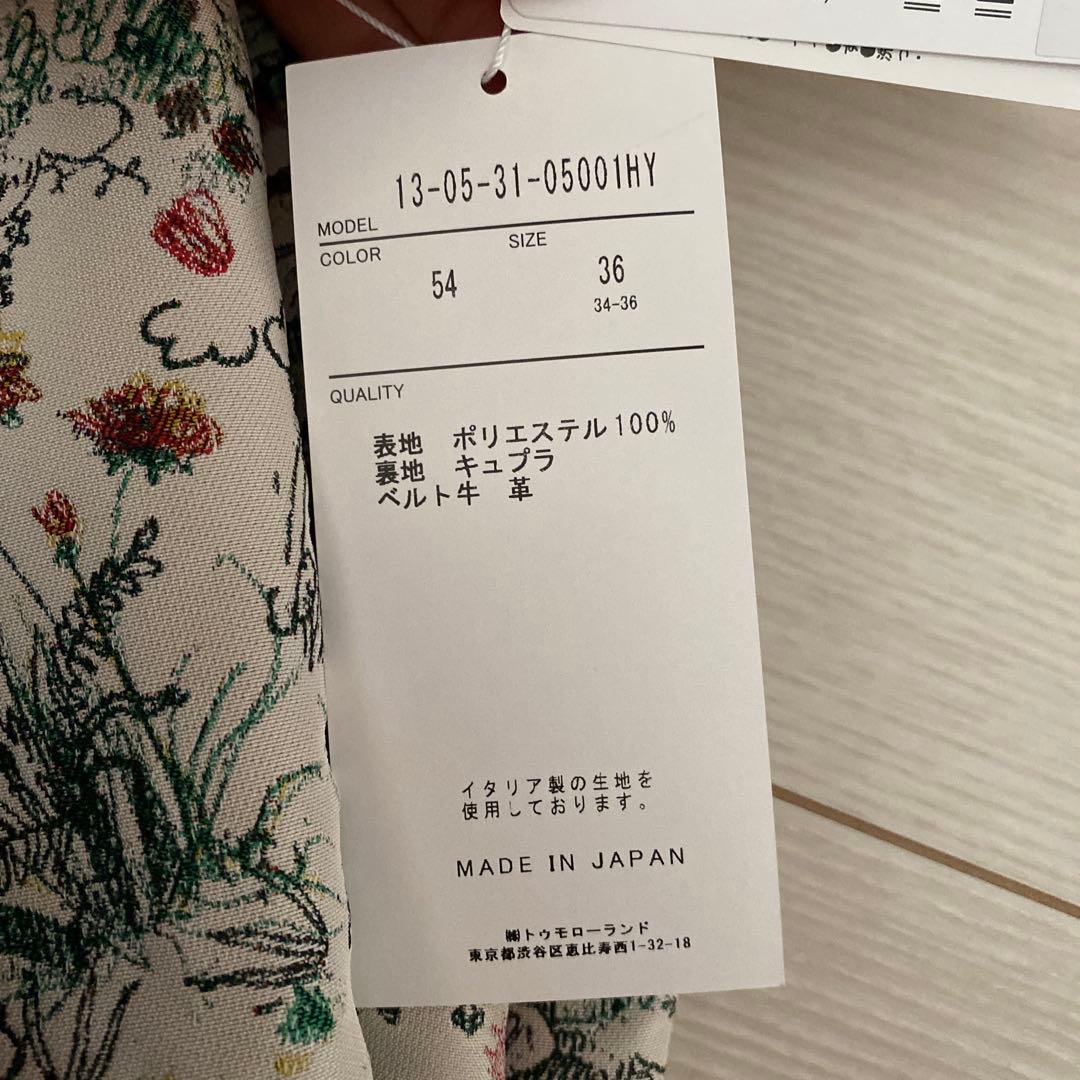 13-05-31-05001HY
MODEL
COLOR SIZE
54 36
34-36
QUALITY
表地 ポリエステル100%
裏地 キュプラ
ベルト牛 革
イタリア製の生地を
使用しております。
MADE IN JAPAN
㈱トゥモローランド
東京都渋谷区恵比寿西1-32-18